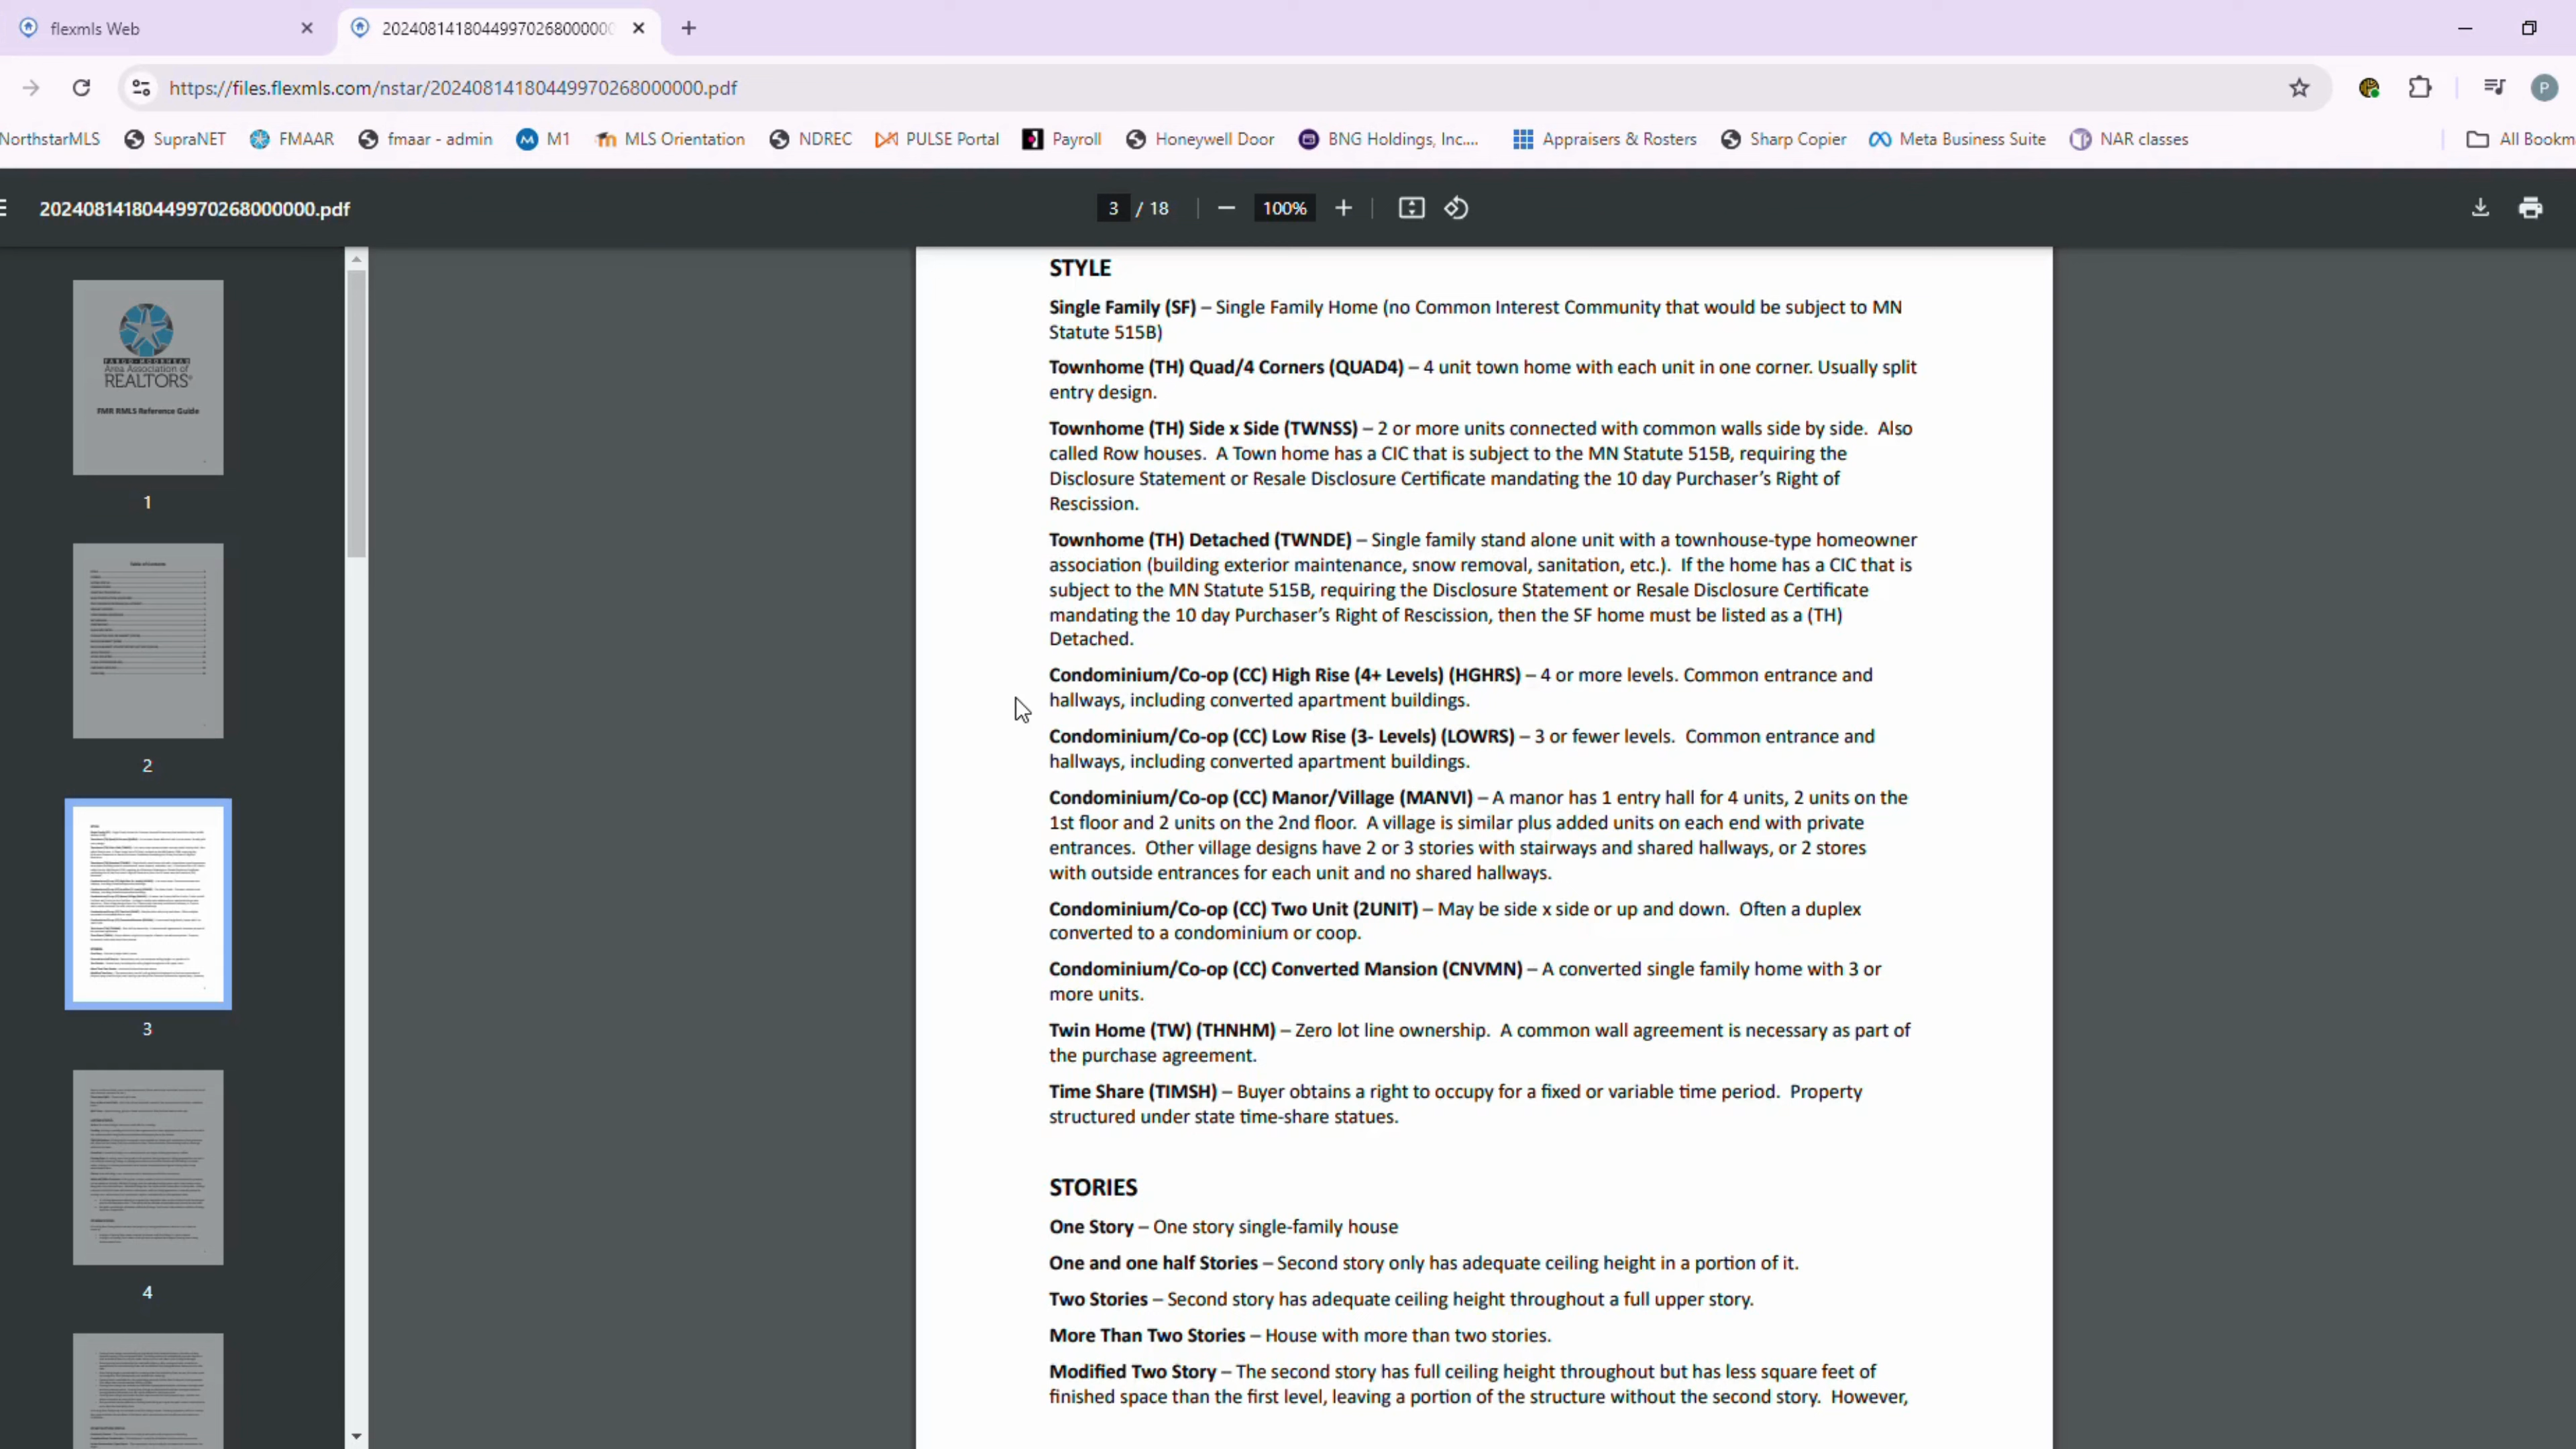 flexmls Web
20240814180449970268000000
https://files.flexmls.com/nstar/20240814180449970268000000.pdf
P
NorthstarMLS
SupraNET
FMAAR
fmaar - admin
M1
MLS Orientation
NDREC
PULSE Portal
Payroll
Honeywell Door
BNG Holdings, Inc....
Appraisers & Rosters
Sharp Copier
Meta Business Suite
NAR classes
All Bookm
20240814180449970268000000.pdf
3 / 18
100%
FARGO-MOORHEAD
Area Association of
REALTORS®
FMR RMLS Reference Guide
1
Table of Contents
2
3
4
STYLE
Single Family (SF) – Single Family Home (no Common Interest Community that would be subject to MN
Statute 515B)
Townhome (TH) Quad/4 Corners (QUAD4) – 4 unit town home with each unit in one corner. Usually split
entry design.
Townhome (TH) Side x Side (TWNSS) – 2 or more units connected with common walls side by side. Also
called Row houses. A Town home has a CIC that is subject to the MN Statute 515B, requiring the
Disclosure Statement or Resale Disclosure Certificate mandating the 10 day Purchaser's Right of
Rescission.
Townhome (TH) Detached (TWNDE) – Single family stand alone unit with a townhouse-type homeowner
association (building exterior maintenance, snow removal, sanitation, etc.). If the home has a CIC that is
subject to the MN Statute 515B, requiring the Disclosure Statement or Resale Disclosure Certificate
mandating the 10 day Purchaser's Right of Rescission, then the SF home must be listed as a (TH)
Detached.
Condominium/Co-op (CC) High Rise (4+ Levels) (HGHRS) – 4 or more levels. Common entrance and
hallways, including converted apartment buildings.
Condominium/Co-op (CC) Low Rise (3- Levels) (LOWRS) – 3 or fewer levels. Common entrance and
hallways, including converted apartment buildings.
Condominium/Co-op (CC) Manor/Village (MANVI) – A manor has 1 entry hall for 4 units, 2 units on the
1st floor and 2 units on the 2nd floor. A village is similar plus added units on each end with private
entrances. Other village designs have 2 or 3 stories with stairways and shared hallways, or 2 stores
with outside entrances for each unit and no shared hallways.
Condominium/Co-op (CC) Two Unit (2UNIT) – May be side x side or up and down. Often a duplex
converted to a condominium or coop.
Condominium/Co-op (CC) Converted Mansion (CNVMN) – A converted single family home with 3 or
more units.
Twin Home (TW) (THNHM) – Zero lot line ownership. A common wall agreement is necessary as part of
the purchase agreement.
Time Share (TIMSH) – Buyer obtains a right to occupy for a fixed or variable time period. Property
structured under state time-share statues.
STORIES
One Story – One story single-family house
One and one half Stories – Second story only has adequate ceiling height in a portion of it.
Two Stories – Second story has adequate ceiling height throughout a full upper story.
More Than Two Stories – House with more than two stories.
Modified Two Story – The second story has full ceiling height throughout but has less square feet of
finished space than the first level, leaving a portion of the structure without the second story. However,